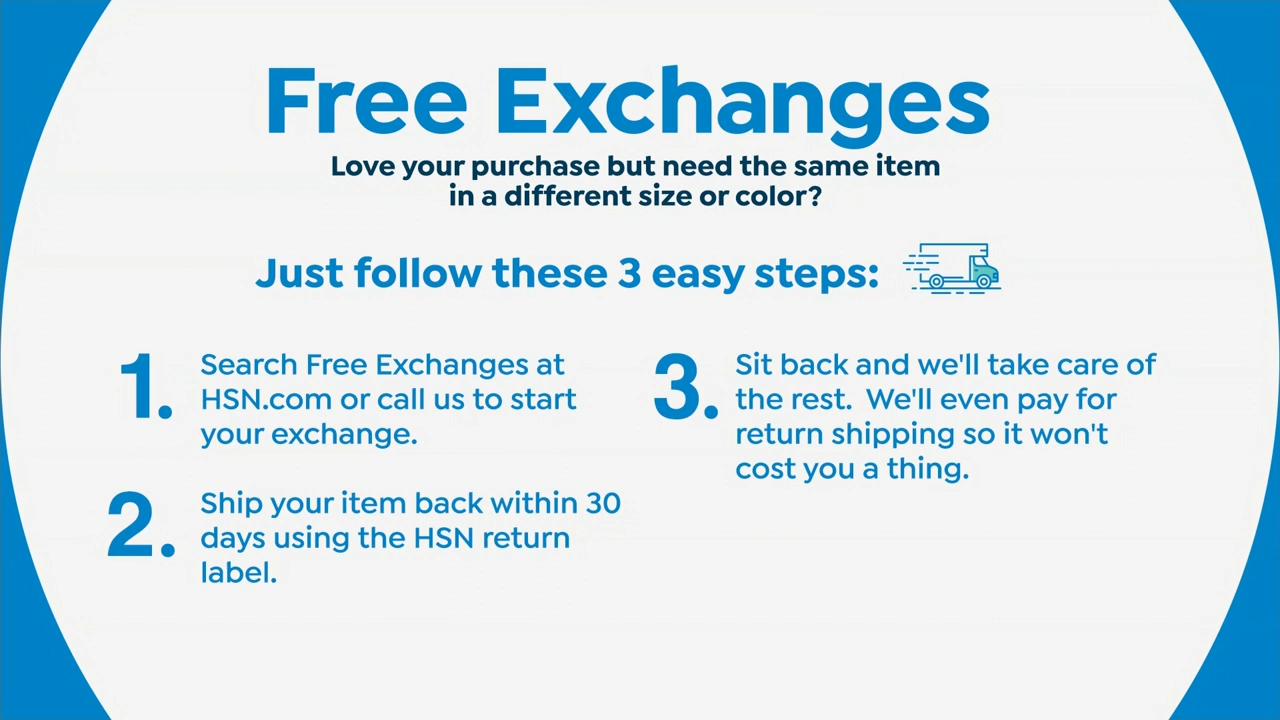 Free Exchanges
Love your purchase but need the same item
in a different size or color?
Just follow these 3 easy steps:
1.
Search Free Exchanges at
HSN.com or call us to start
your exchange.
2.
Ship your item back within 30
days using the HSN return
label.
3.
Sit back and we'll take care of
the rest.  We'll even pay for
return shipping so it won't
cost you a thing.